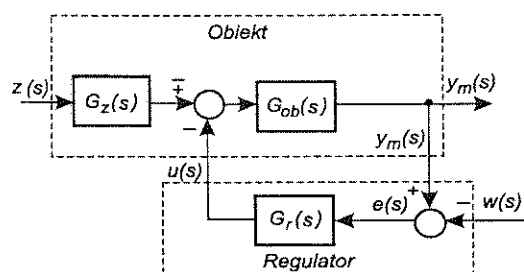 Obiekt
z(s)
G_z(s)
∓
−
G_ob(s)
y_m(s)
y_m(s)
u(s)
G_r(s)
e(s)
+
−
w(s)
Regulator